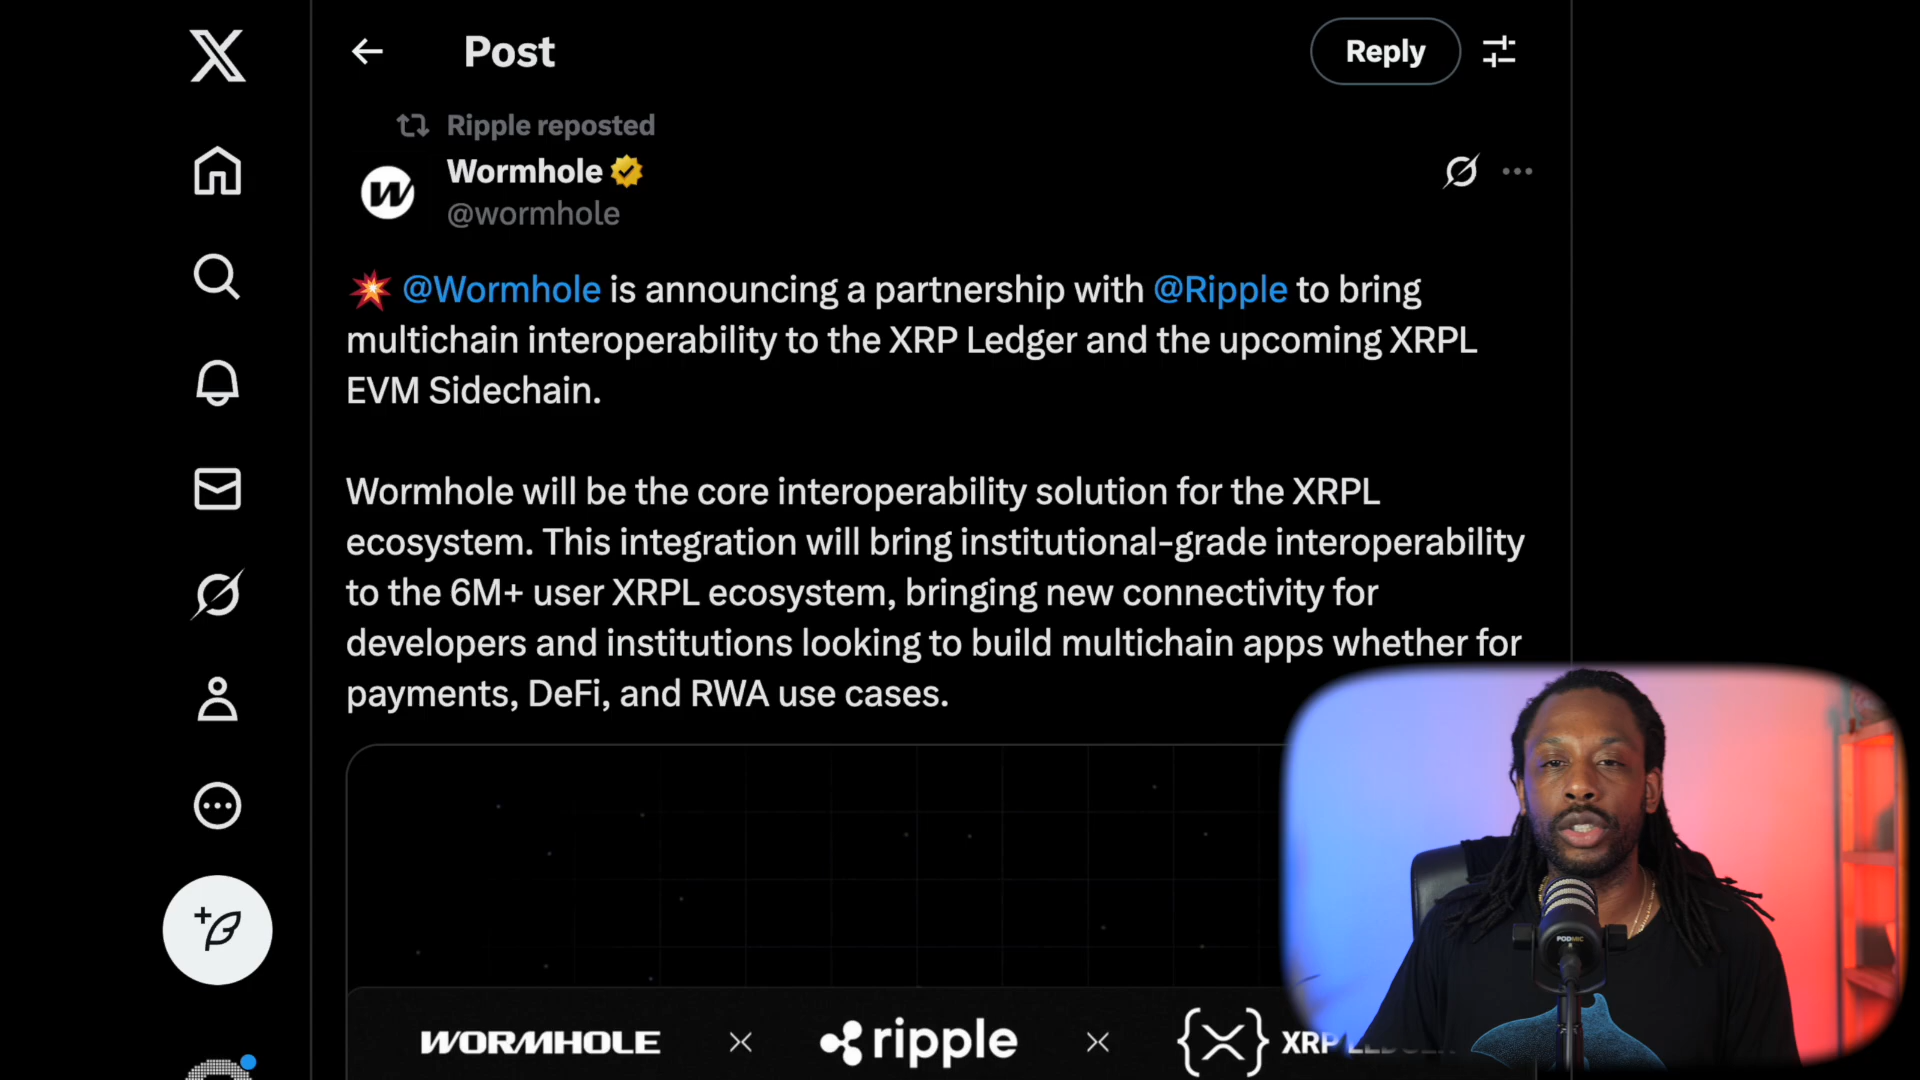 Post
Reply
Ripple reposted
Wormhole
@wormhole
💥 @Wormhole is announcing a partnership with @Ripple to bring
multichain interoperability to the XRP Ledger and the upcoming XRPL
EVM Sidechain.
Wormhole will be the core interoperability solution for the XRPL
ecosystem. This integration will bring institutional-grade interoperability
to the 6M+ user XRPL ecosystem, bringing new connectivity for
developers and institutions looking to build multichain apps whether for
payments, DeFi, and RWA use cases.
WORMHOLE × ripple × {X} XRP LEDGER
PODMIC